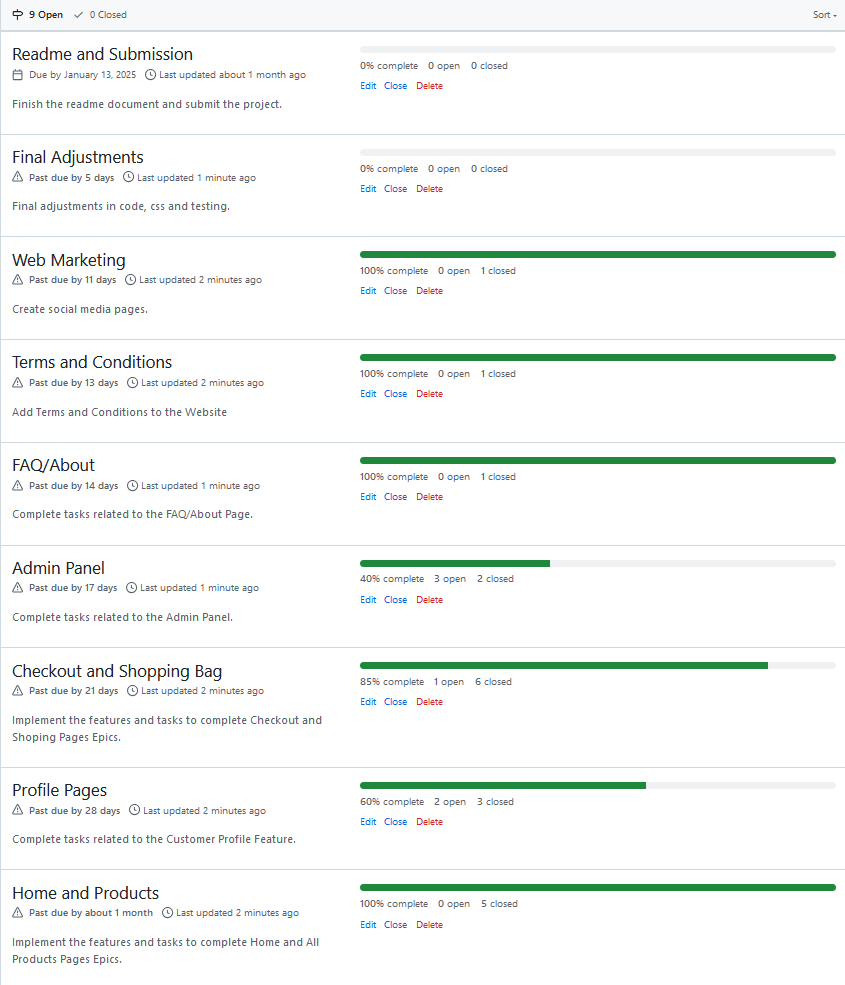 9 Open 0 Closed Sort
Readme and Submission
Due by January 13, 2025 Last updated about 1 month ago
Finish the readme document and submit the project.
0% complete 0 open 0 closed
Edit Close Delete
Final Adjustments
Past due by 5 days Last updated 1 minute ago
Final adjustments in code, css and testing.
0% complete 0 open 0 closed
Edit Close Delete
Web Marketing
Past due by 11 days Last updated 2 minutes ago
Create social media pages.
100% complete 0 open 1 closed
Edit Close Delete
Terms and Conditions
Past due by 13 days Last updated 2 minutes ago
Add Terms and Conditions to the Website
100% complete 0 open 1 closed
Edit Close Delete
FAQ/About
Past due by 14 days Last updated 1 minute ago
Complete tasks related to the FAQ/About Page.
100% complete 0 open 1 closed
Edit Close Delete
Admin Panel
Past due by 17 days Last updated 1 minute ago
Complete tasks related to the Admin Panel.
40% complete 3 open 2 closed
Edit Close Delete
Checkout and Shopping Bag
Past due by 21 days Last updated 2 minutes ago
Implement the features and tasks to complete Checkout and
Shoping Pages Epics.
85% complete 1 open 6 closed
Edit Close Delete
Profile Pages
Past due by 28 days Last updated 2 minutes ago
Complete tasks related to the Customer Profile Feature.
60% complete 2 open 3 closed
Edit Close Delete
Home and Products
Past due by about 1 month Last updated 2 minutes ago
Implement the features and tasks to complete Home and All
Products Pages Epics.
100% complete 0 open 5 closed
Edit Close Delete